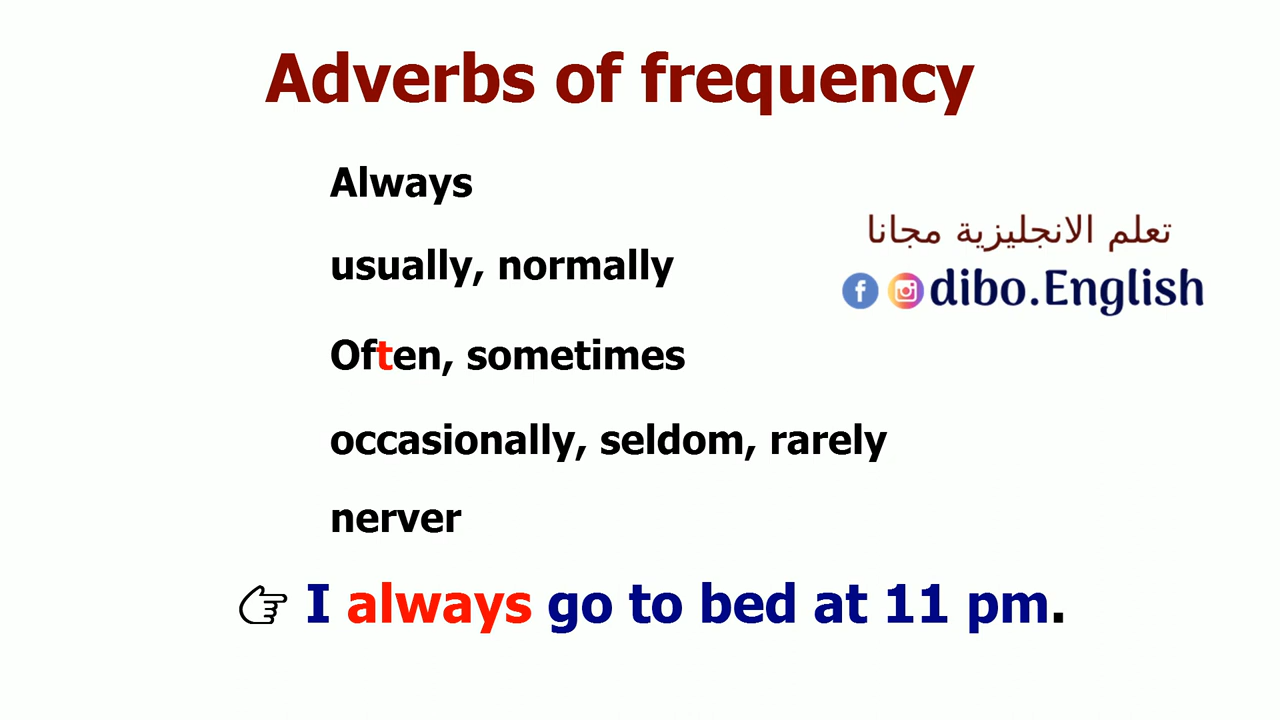 Adverbs of frequency
Always
usually, normally
تعلم الانجليزية مجانا
dibo.English
Often, sometimes
occasionally, seldom, rarely
nerver
I always go to bed at 11 pm.